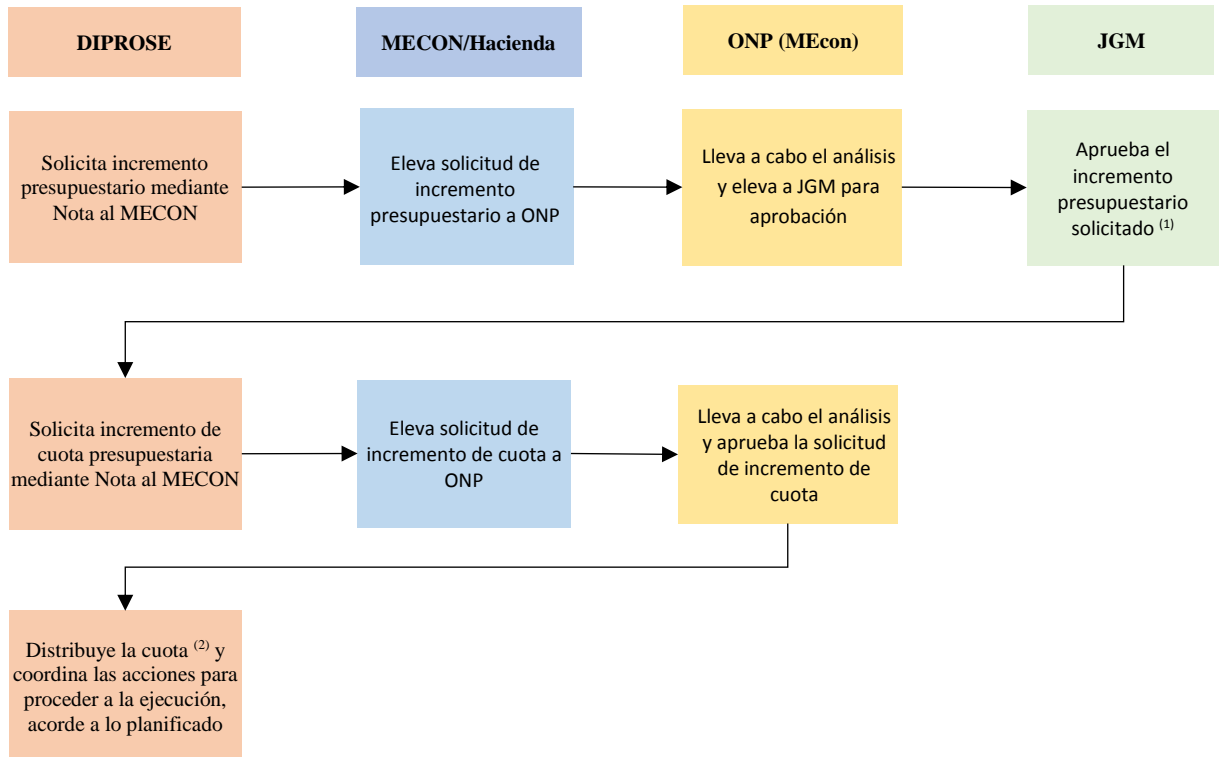 DIPROSE
MECON/Hacienda
ONP (MEcon)
JGM
Solicita incremento
presupuestario mediante
Nota al MECON
Eleva solicitud de
incremento
presupuestario a ONP
Lleva a cabo el análisis
y eleva a JGM para
aprobación
Aprueba el
incremento
presupuestario
solicitado (1)
Solicita incremento de
cuota presupuestaria
mediante Nota al MECON
Eleva solicitud de
incremento de cuota a
ONP
Lleva a cabo el análisis
y aprueba la solicitud
de incremento de
cuota
Distribuye la cuota (2) y
coordina las acciones para
proceder a la ejecución,
acorde a lo planificado